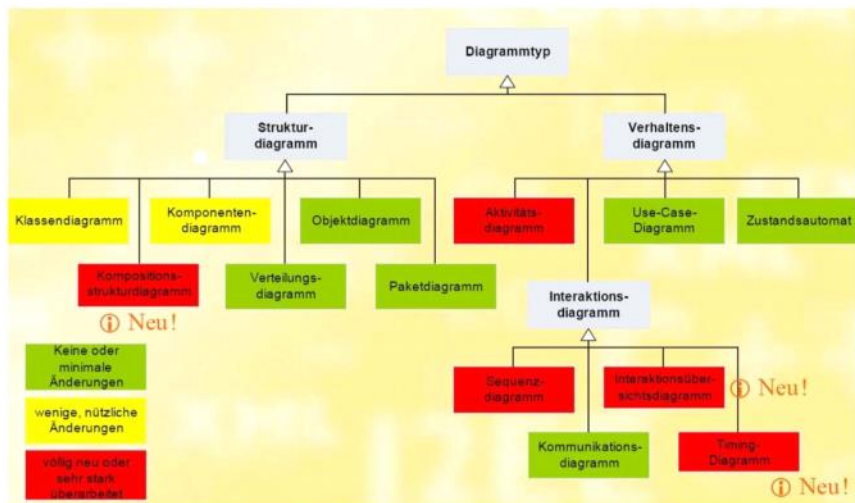 Diagrammtyp
Struktur-
diagramm
Verhaltens-
diagramm
Klassendiagramm
Komponenten-
diagramm
Objektdiagramm
Aktivitäts-
diagramm
Use-Case-
Diagramm
Zustandsautomat
Kompositions-
strukturdiagramm
Verteilungs-
diagramm
Paketdiagramm
Interaktions-
diagramm
Neu!
Keine oder
minimale
Änderungen
Sequenz-
diagramm
Interaktionsüber-
sichtsdiagramm
Neu!
wenige, nützliche
Änderungen
Kommunikations-
diagramm
Timing-
Diagramm
völlig neu oder
sehr stark
überarbeitet
Neu!